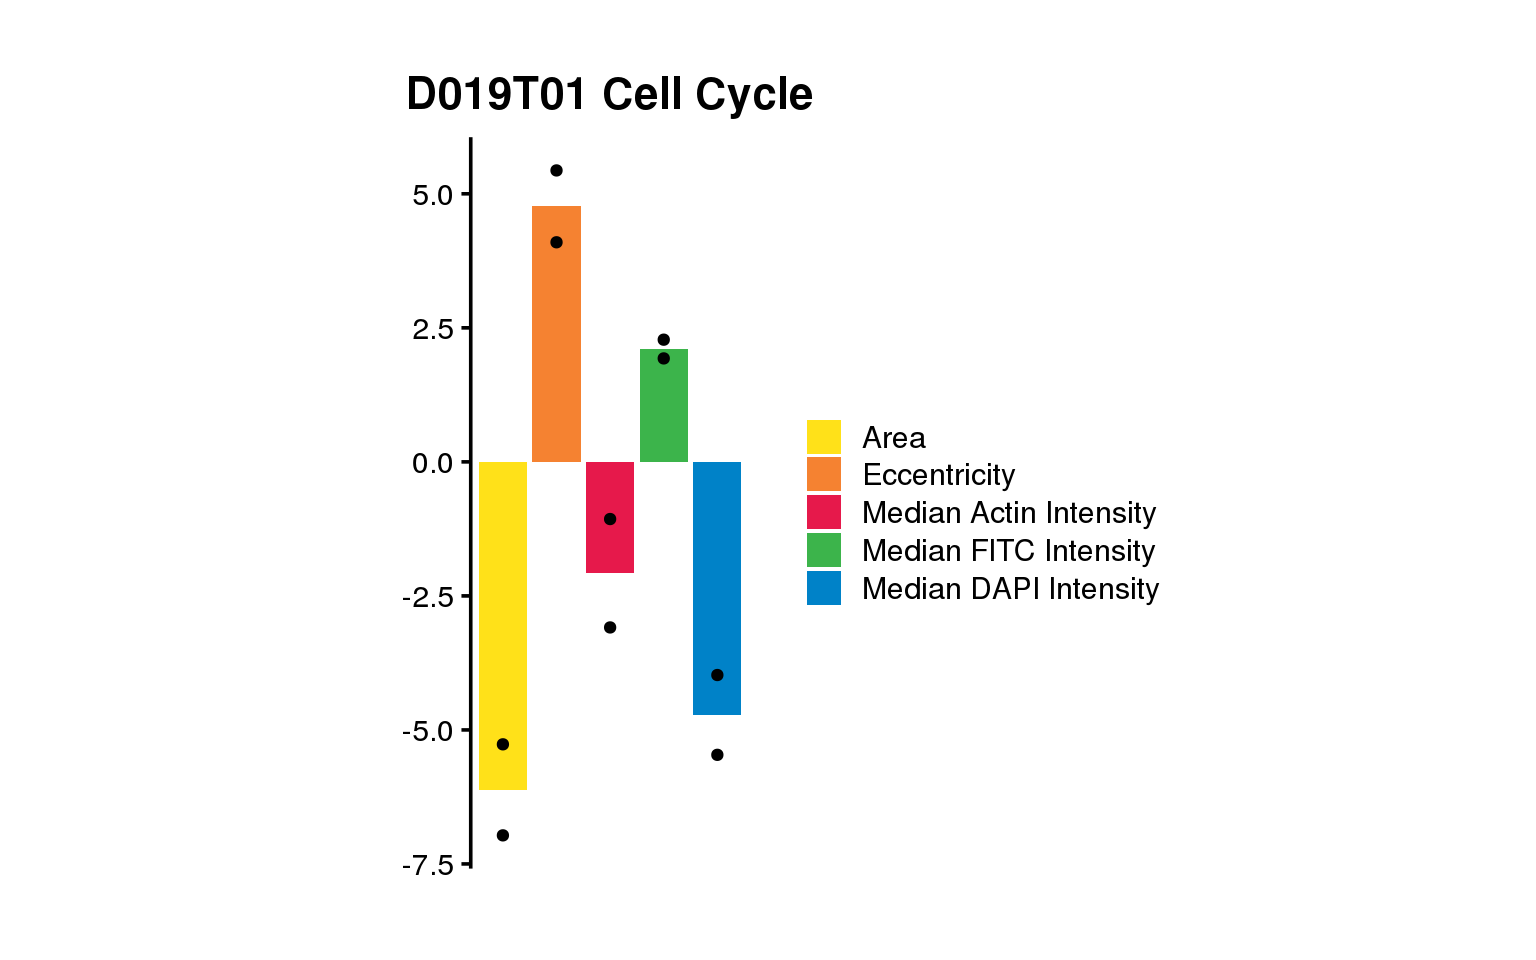 D019T01 Cell Cycle
5.0
2.5
0.0
-2.5
-5.0
-7.5
Area
Eccentricity
Median Actin Intensity
Median FITC Intensity
Median DAPI Intensity